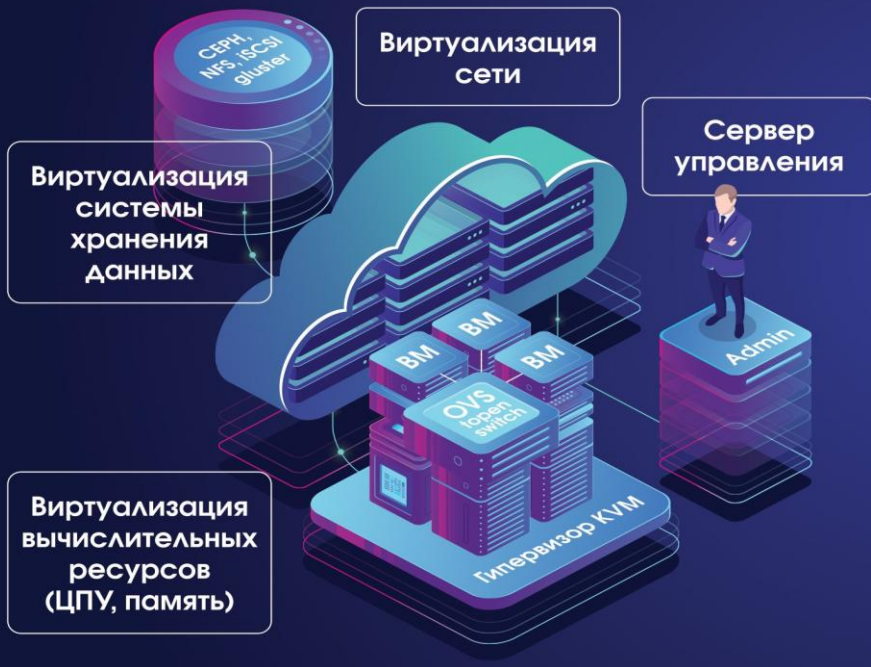 CEPH,
NFS, iSCSI
gluster
Виртуализация
сети
Сервер
управления
Виртуализация
системы
хранения
данных
Admin
ВМ
ВМ
ВМ
OVS
topen
switch
Гипервизор KVM
Виртуализация
вычислительных
ресурсов
(ЦПУ, память)